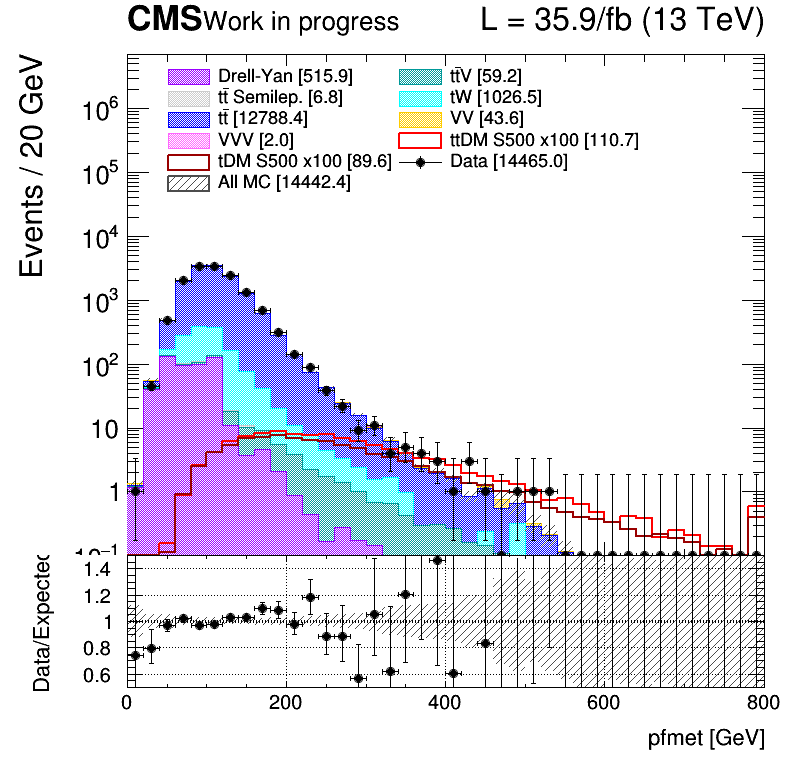 CMS Work in progress L = 35.9/fb (13 TeV)
Events / 20 GeV
Drell-Yan [515.9] tt̄V [59.2]
tt̄ Semilep. [6.8] tW [1026.5]
tt̄ [12788.4] VV [43.6]
VVV [2.0] ttDM S500 x100 [110.7]
tDM S500 x100 [89.6] Data [14465.0]
All MC [14442.4]
10⁶
10⁵
10⁴
10³
10²
10
1
10⁻¹
Data/Expected
1.4
1.2
1
0.8
0.6
0 200 400 600 800
pfmet [GeV]